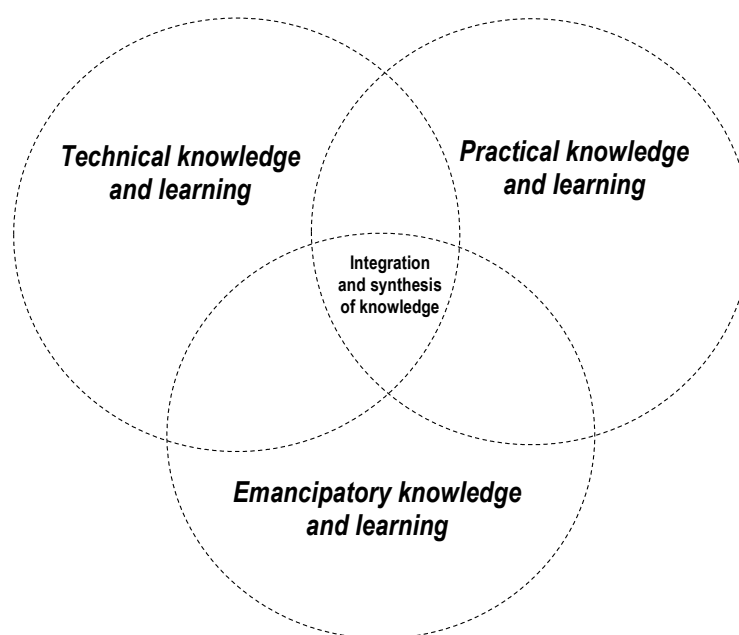 Technical knowledge
and learning
Practical knowledge
and learning
Integration
and synthesis
of knowledge
Emancipatory knowledge
and learning